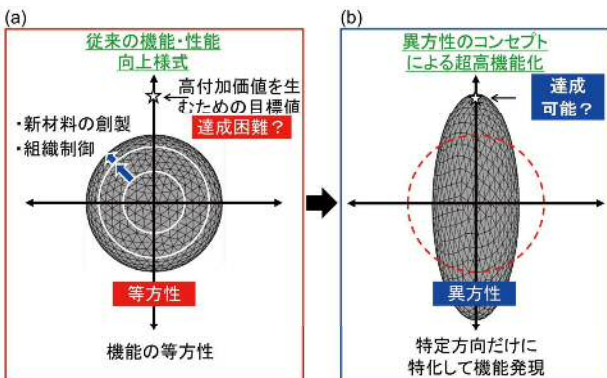 (a)
従来の機能・性能
向上様式
高付加価値を生
むための目標値
達成困難？
・新材料の創製
・組織制御
等方性
機能の等方性
(b)
異方性のコンセプト
による超高機能化
達成
可能？
異方性
特定方向だけに
特化して機能発現